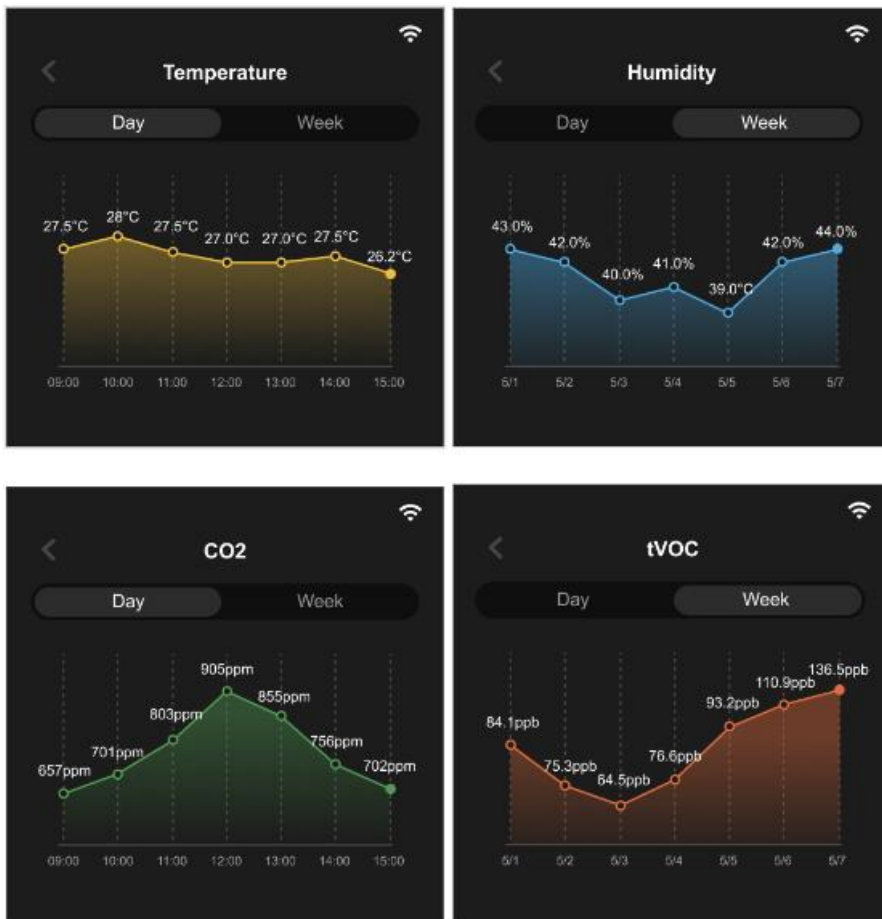 Temperature
Day Week
27.5°C 28°C 27.5°C 27.0°C 27.0°C 27.5°C 26.2°C
09:00 10:00 11:00 12:00 13:00 14:00 15:00
Humidity
Day Week
43.0% 42.0% 40.0% 41.0% 39.0°C 42.0% 44.0%
5/1 5/2 5/3 5/4 5/5 5/6 5/7
CO2
Day Week
657ppm 701ppm 803ppm 905ppm 855ppm 756ppm 702ppm
09:00 10:00 11:00 12:00 13:00 14:00 15:00
tVOC
Day Week
84.1ppb 75.3ppb 64.5ppb 76.6ppb 93.2ppb 110.9ppb 136.5ppb
5/1 5/2 5/3 5/4 5/5 5/6 5/7